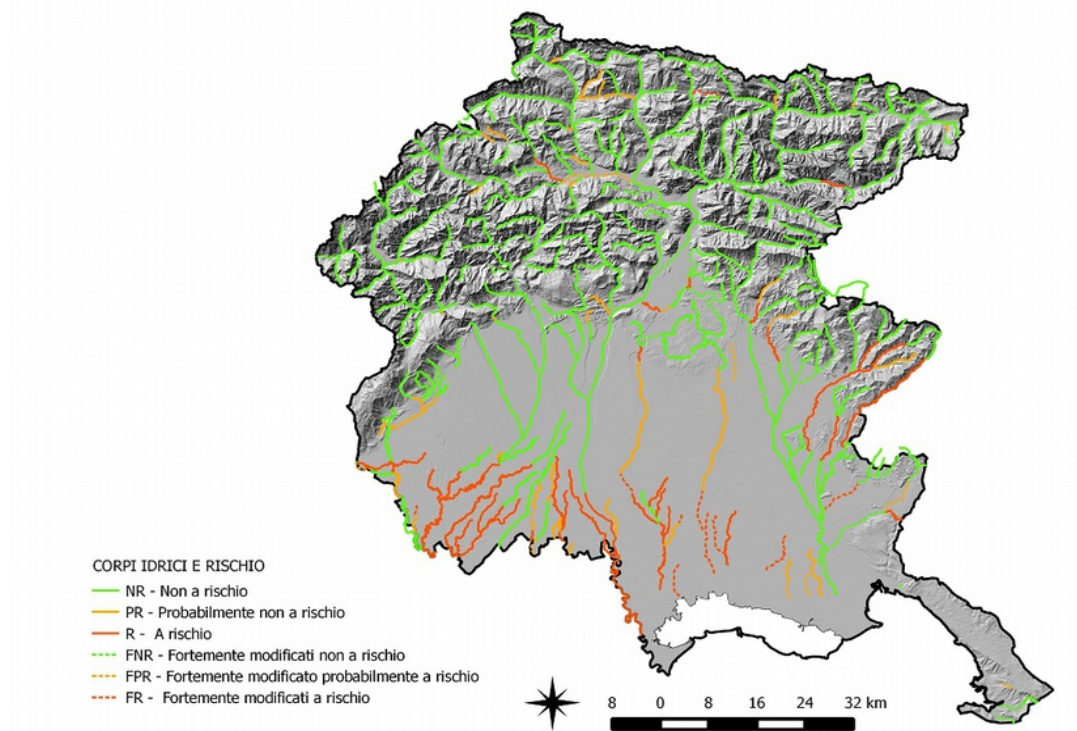 CORPI IDRICI E RISCHIO
NR - Non a rischio
PR - Probabilmente non a rischio
R - A rischio
FNR - Fortemente modificati non a rischio
FPR - Fortemente modificato probabilmente a rischio
FR - Fortemente modificati a rischio
8 0 8 16 24 32 km